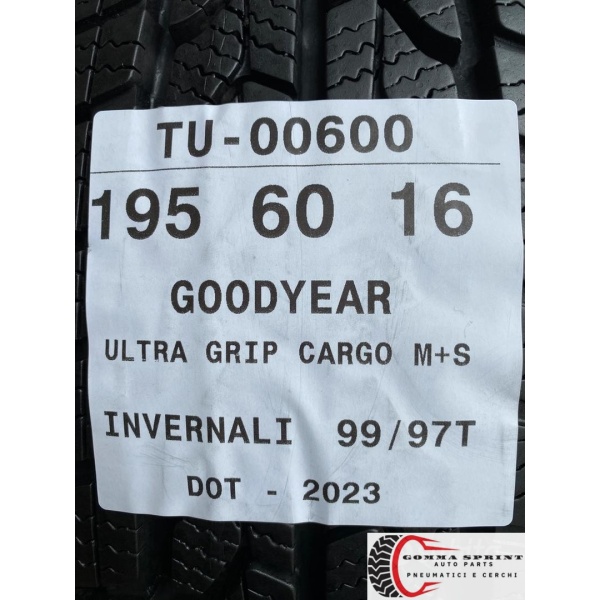 TU-00600
195 60 16
GOODYEAR
ULTRA GRIP CARGO M+S
INVERNALI 99/97T
DOT - 2023
GOMMA SPRINT
AUTO PARTS
PNEUMATICI E CERCHI